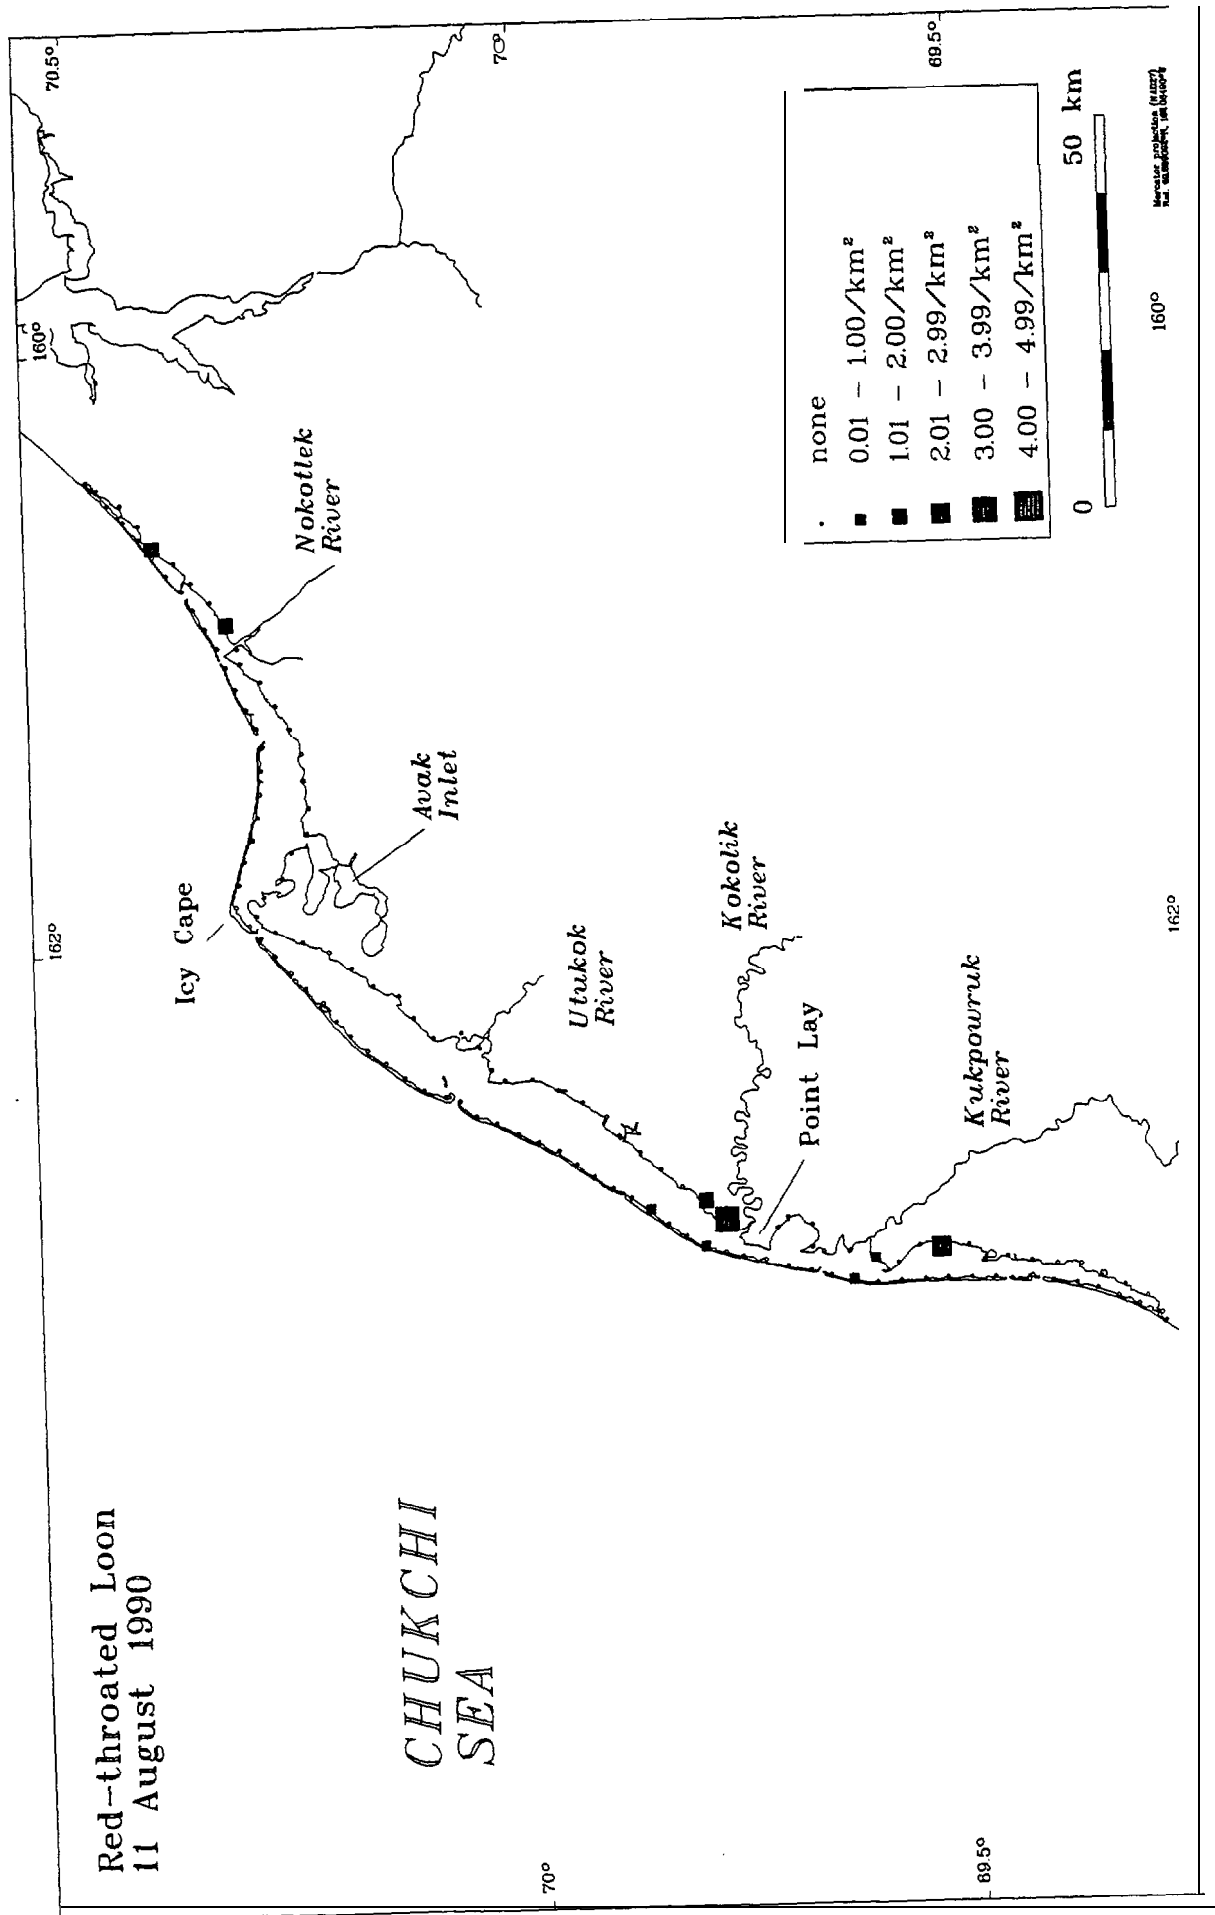 Red-throated Loon
11 August 1990
CHUKCHI
SEA
Icy Cape
Nokotlek
River
Avak
Inlet
Utukok
River
Kokolik
River
Point Lay
Kukpowruk
River
70.5°
70°
69.5°
160°
162°
70°
69.5°
162°
160°
none
0.01 - 1.00/km²
1.01 - 2.00/km²
2.01 - 2.99/km²
3.00 - 3.99/km²
4.00 - 4.99/km²
0 50 km
Mercator projection (NAD27)